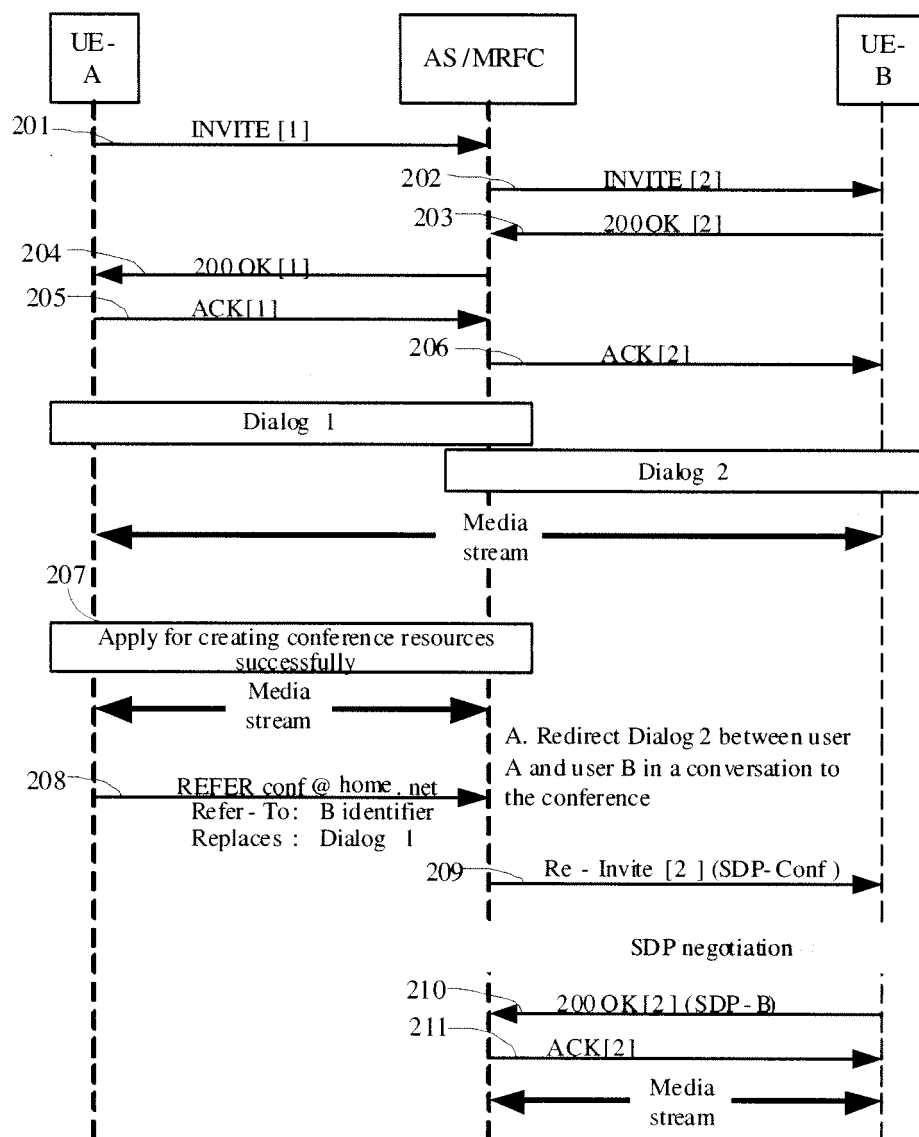 UE-
A
AS/MRFC
UE-
B
201
INVITE [1]
202
INVITE [2]
203
200OK [2]
204
200 OK [1]
205
ACK[1]
206
ACK [2]
Dialog 1
Dialog 2
Media
stream
207
Apply for creating conference resources
successfully
Media
stream
A. Redirect Dialog 2 between user
A and user B in a conversation to
the conference
208
REFER conf@home.net
Refer-To: B identifier
Replaces: Dialog 1
209
Re-Invite [2] (SDP-Conf)
SDP negotiation
210
200 OK[2] (SDP-B)
211
ACK[2]
Media
stream